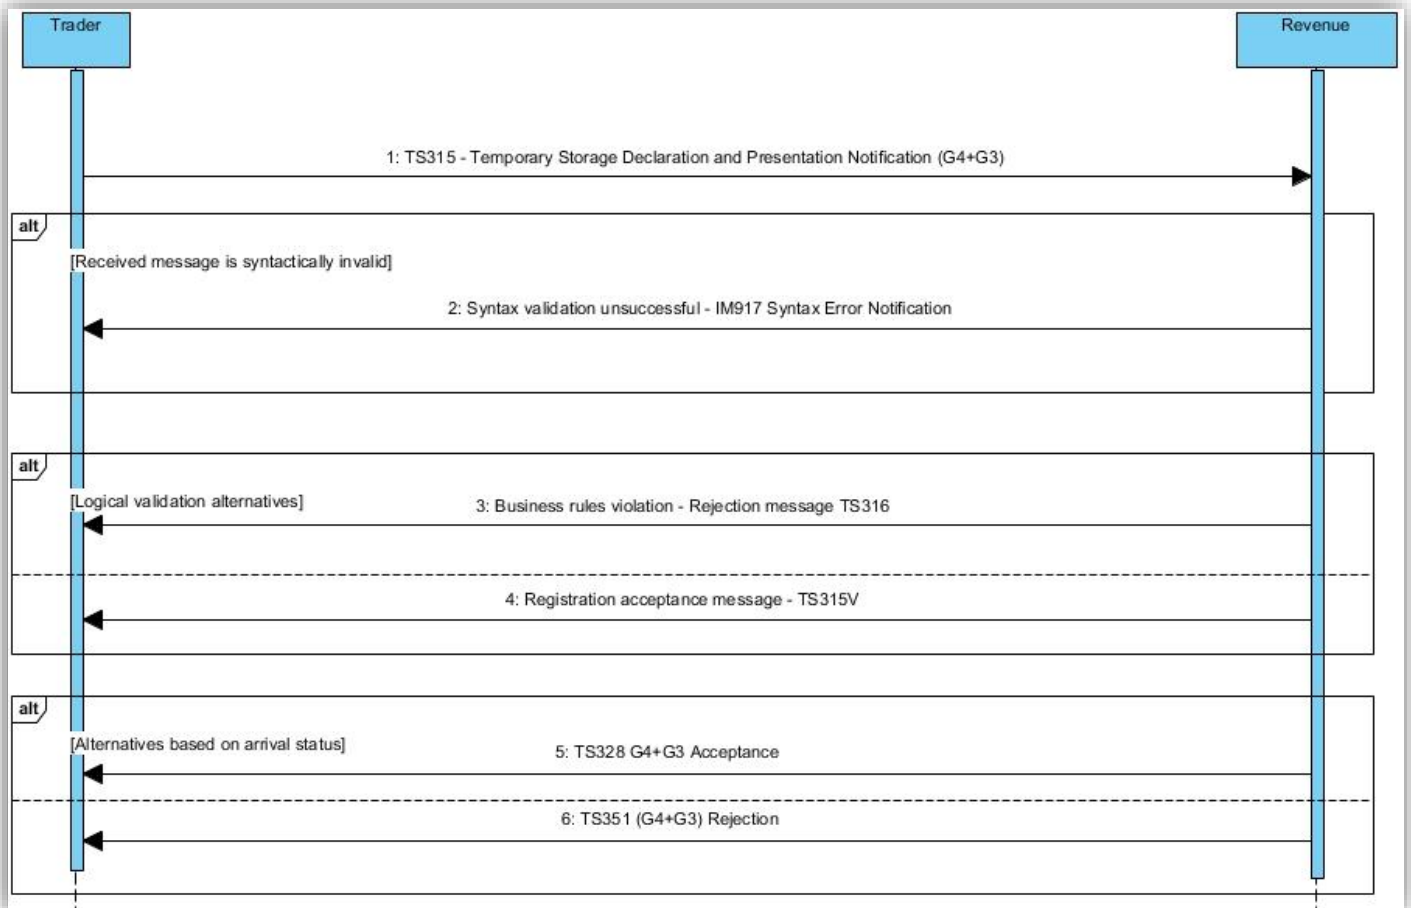 Trader
Revenue
1: TS315 - Temporary Storage Declaration and Presentation Notification (G4+G3)
alt
[Received message is syntactically invalid]
2: Syntax validation unsuccessful - IM917 Syntax Error Notification
alt
[Logical validation alternatives]
3: Business rules violation - Rejection message TS316
4: Registration acceptance message - TS315V
alt
[Alternatives based on arrival status]
5: TS328 G4+G3 Acceptance
6: TS351 (G4+G3) Rejection